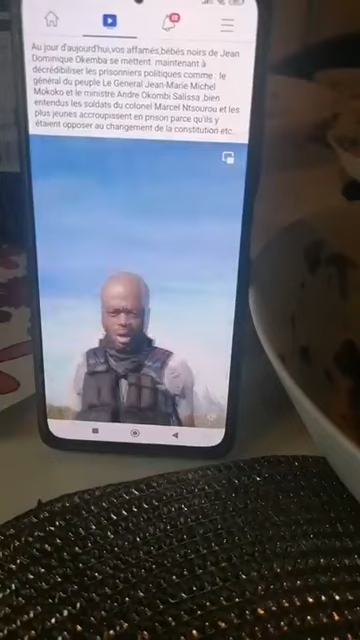 Au jour d'aujourd'hui,vos affamés,bébés noirs de Jean
Dominique Okemba se mettent maintenant à
décrédibiliser les prisonniers politiques comme : le
général du peuple Le General Jean-Marie Michel
Mokoko et le ministre Andre Okombi Salissa ,bien
entendus les soldats du colonel Marcel Ntsourou et les
plus jeunes accroupissent en prison parce qu'ils y
étaient opposer au changement de la constitution etc..